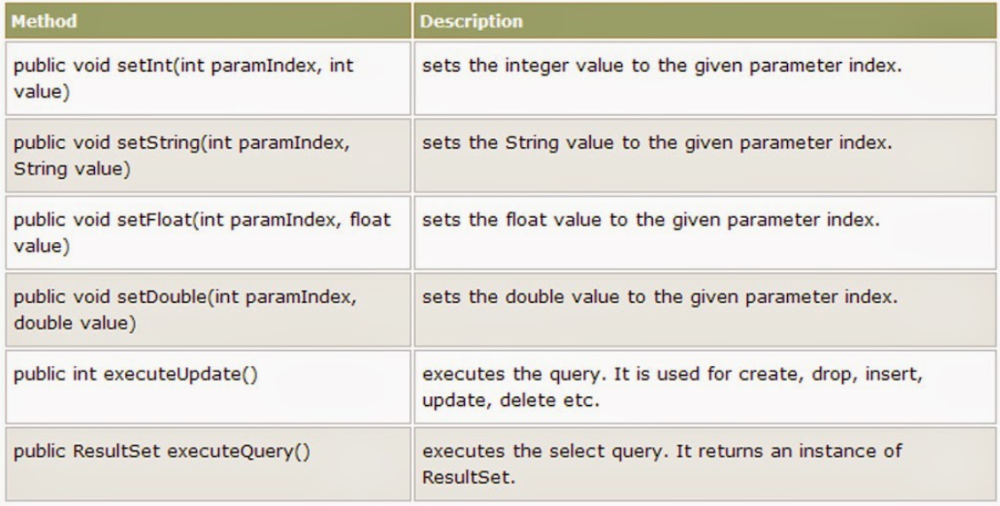 Method
Description
public void setInt(int paramIndex, int
value)
sets the integer value to the given parameter index.
public void setString(int paramIndex,
String value)
sets the String value to the given parameter index.
public void setFloat(int paramIndex, float
value)
sets the float value to the given parameter index.
public void setDouble(int paramIndex,
double value)
sets the double value to the given parameter index.
public int executeUpdate()
executes the query. It is used for create, drop, insert,
update, delete etc.
public ResultSet executeQuery()
executes the select query. It returns an instance of
ResultSet.